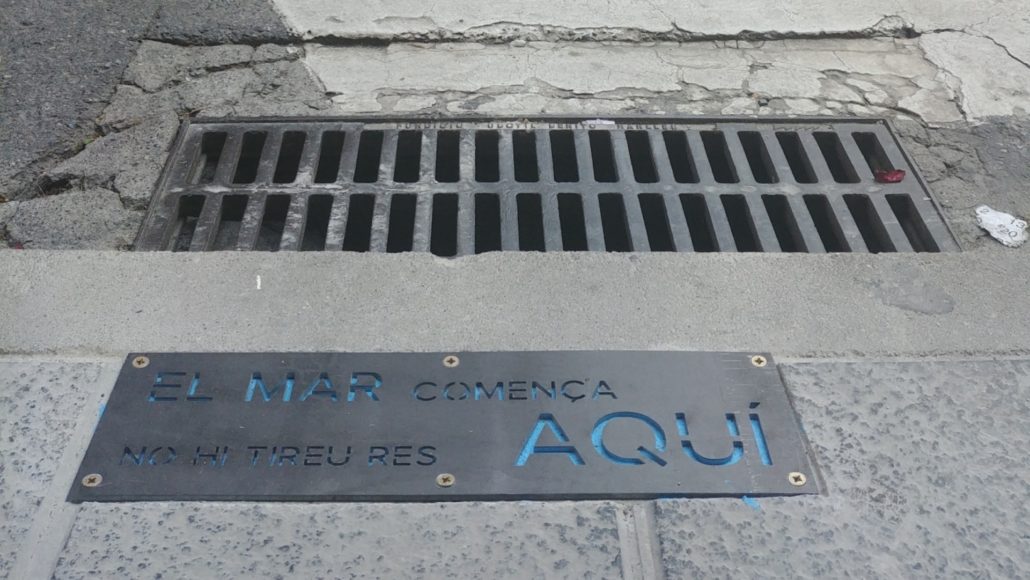 EL MAR COMENÇA
AQUÍ
NO HI TIREU RES